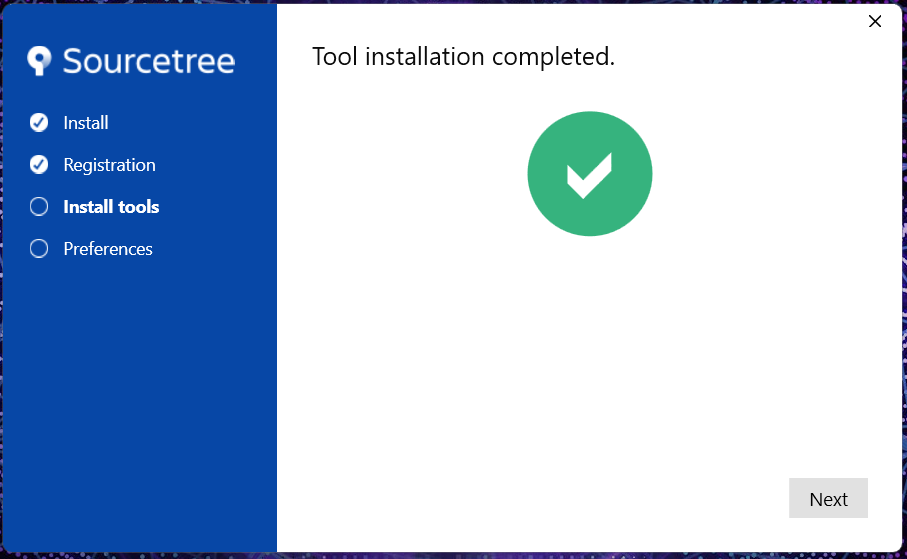 Sourcetree
Install
Registration
Install tools
Preferences
Tool installation completed.
Next